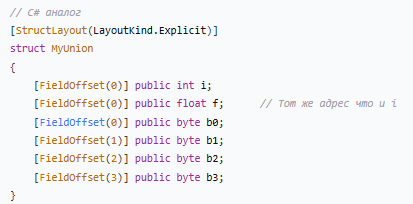 // C# аналог
[StructLayout(LayoutKind.Explicit)]
struct MyUnion
{
    [FieldOffset(0)] public int i;
    [FieldOffset(0)] public float f;      // Тот же адрес что и i
    [FieldOffset(0)] public byte b0;
    [FieldOffset(1)] public byte b1;
    [FieldOffset(2)] public byte b2;
    [FieldOffset(3)] public byte b3;
}